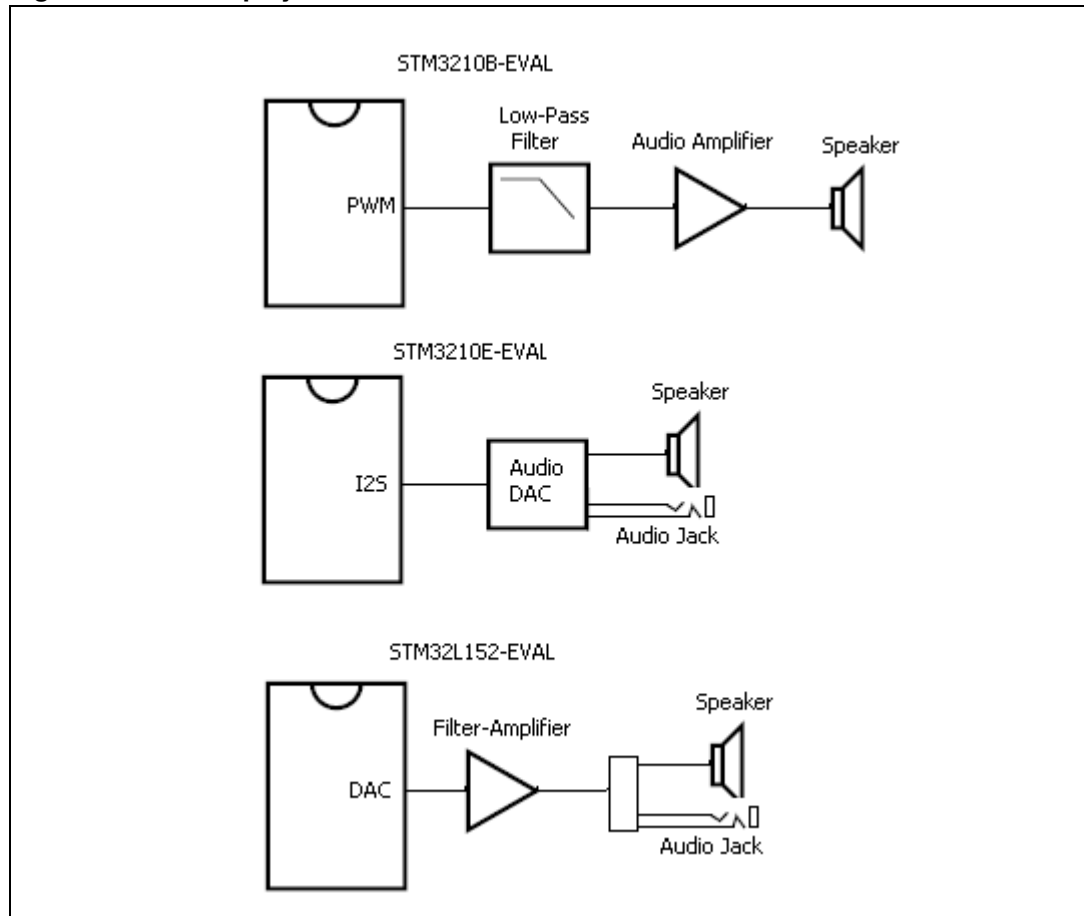 STM3210B-EVAL
Low-Pass
Filter
Audio Amplifier
Speaker
PWM
STM3210E-EVAL
Speaker
I2S
Audio
DAC
Audio Jack
STM32L152-EVAL
Speaker
Filter-Amplifier
DAC
Audio Jack